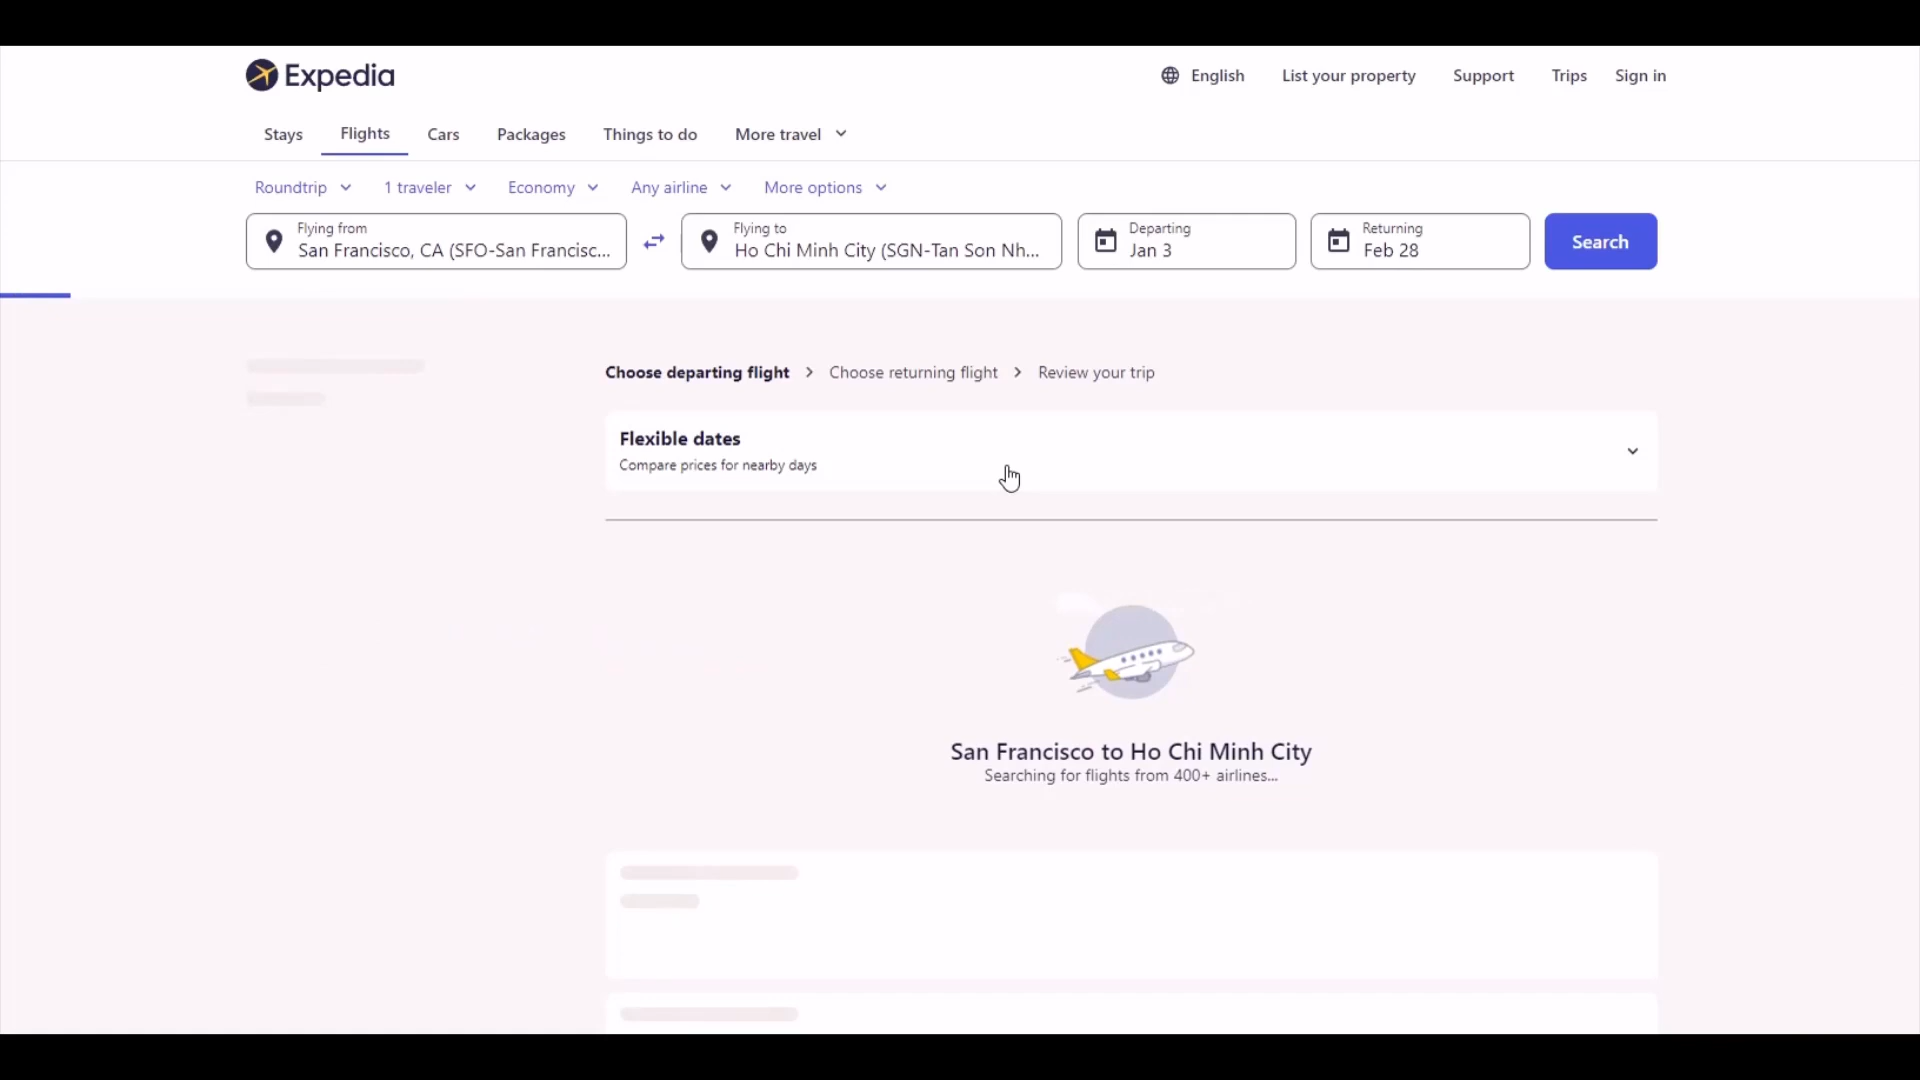 Expedia
English List your property Support Trips Sign in
Stays Flights Cars Packages Things to do More travel
Roundtrip 1 traveler Economy Any airline More options
Flying from
San Francisco, CA (SFO-San Francisc...
Flying to
Ho Chi Minh City (SGN-Tan Son Nh...
Departing
Jan 3
Returning
Feb 28
Search
Choose departing flight > Choose returning flight > Review your trip
Flexible dates
Compare prices for nearby days
San Francisco to Ho Chi Minh City
Searching for flights from 400+ airlines...